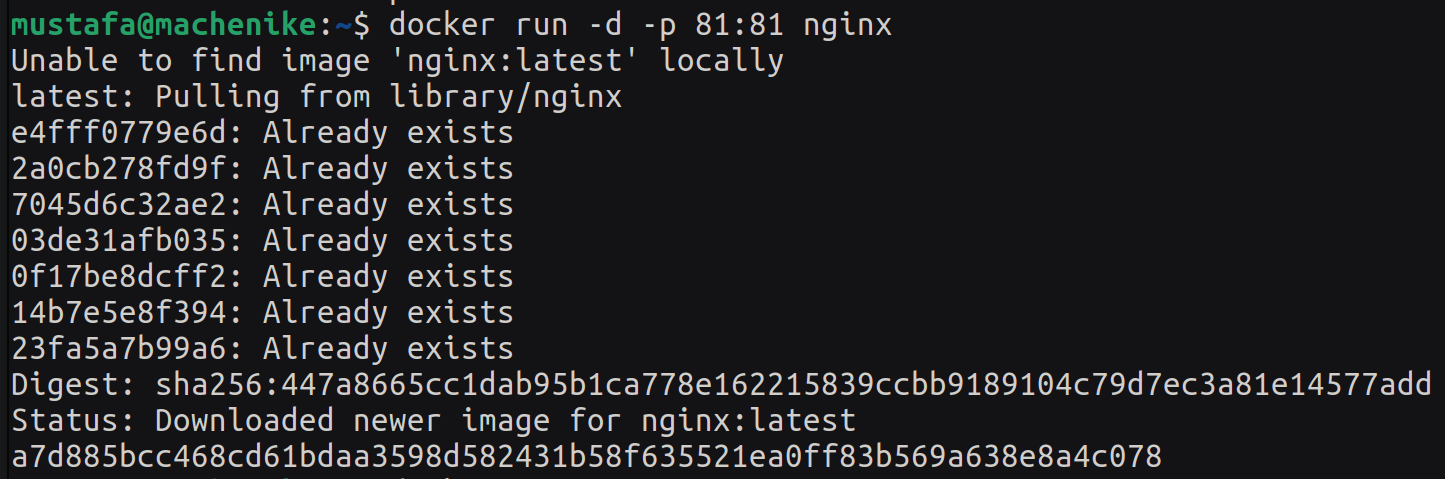 mustafa@machenike:~$ docker run -d -p 81:81 nginx
Unable to find image 'nginx:latest' locally
latest: Pulling from library/nginx
e4fff0779e6d: Already exists
2a0cb278fd9f: Already exists
7045d6c32ae2: Already exists
03de31afb035: Already exists
0f17be8dcff2: Already exists
14b7e5e8f394: Already exists
23fa5a7b99a6: Already exists
Digest: sha256:447a8665cc1dab95b1ca778e162215839ccbb9189104c79d7ec3a81e14577add
Status: Downloaded newer image for nginx:latest
a7d885bcc468cd61bdaa3598d582431b58f635521ea0ff83b569a638e8a4c078